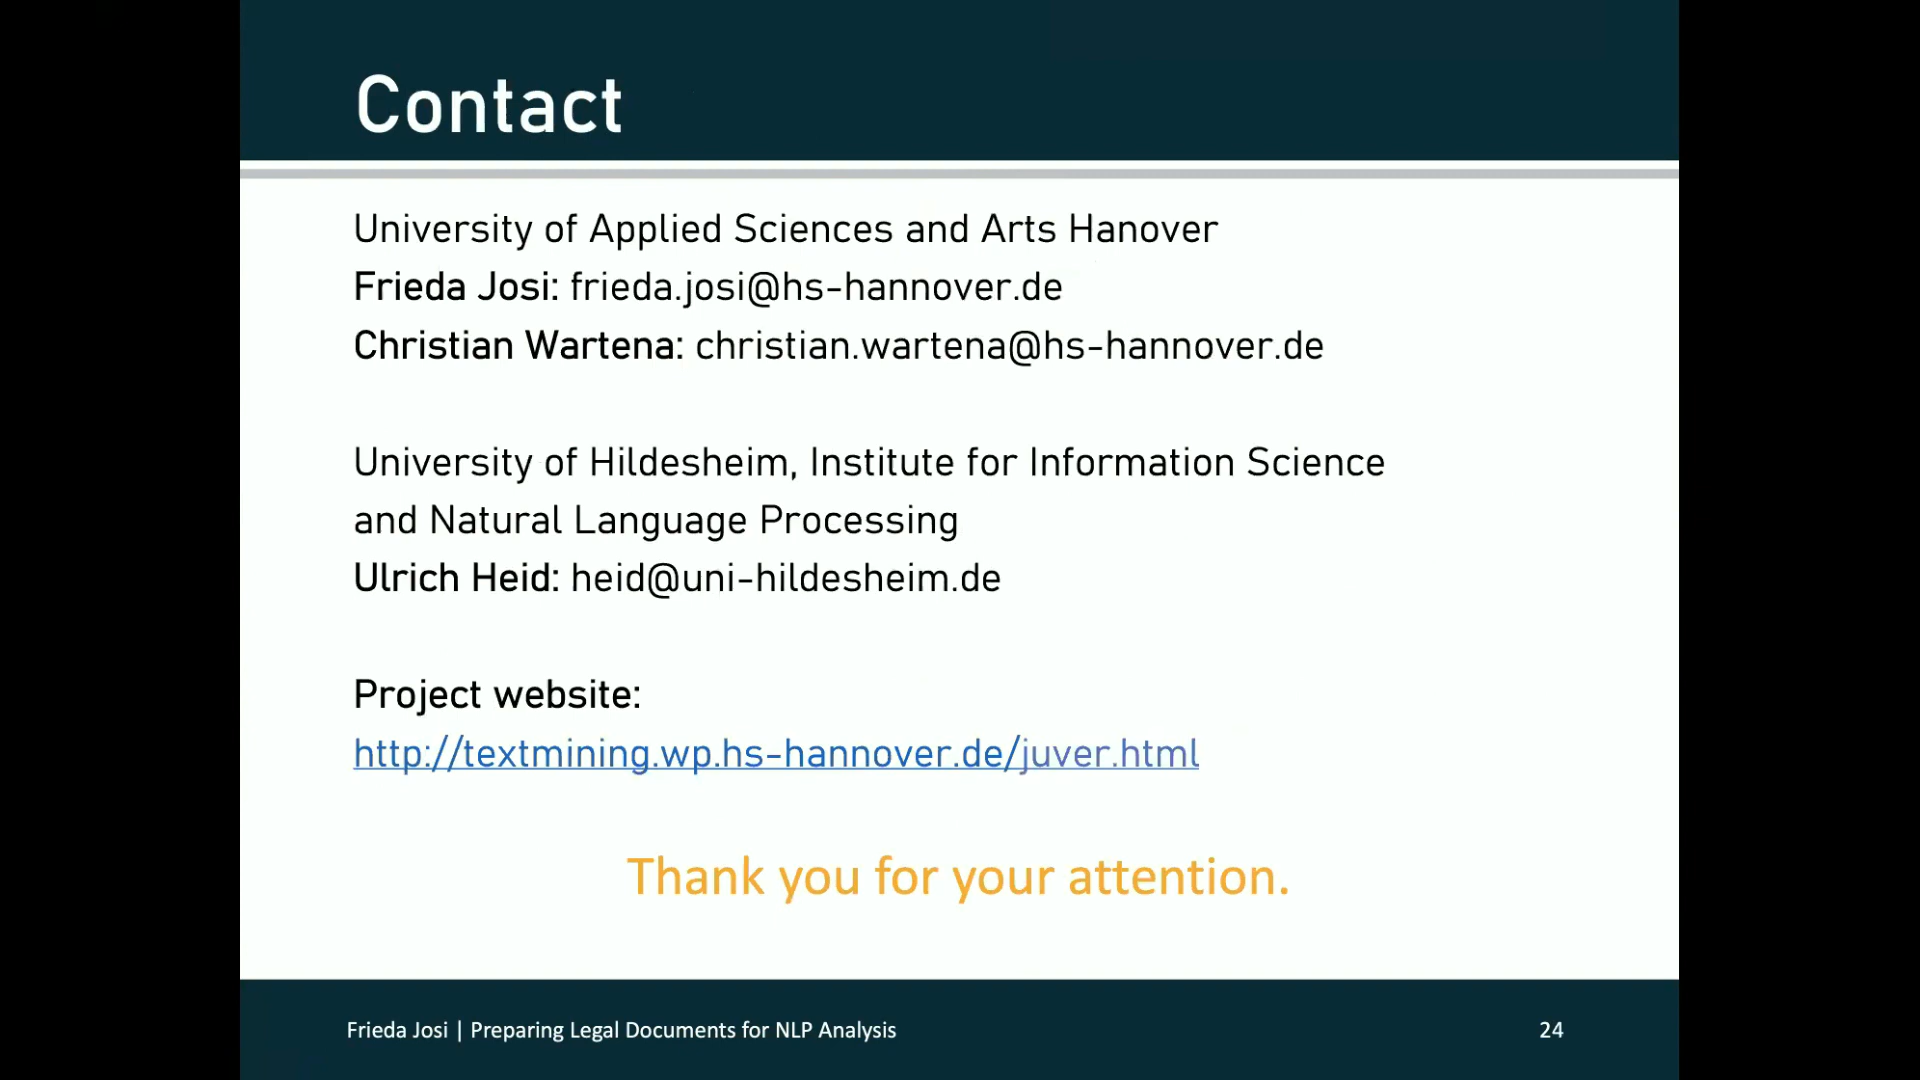 Contact
University of Applied Sciences and Arts Hanover
Frieda Josi: frieda.josi@hs-hannover.de
Christian Wartena: christian.wartena@hs-hannover.de
University of Hildesheim, Institute for Information Science
and Natural Language Processing
Ulrich Heid: heid@uni-hildesheim.de
Project website:
http://textmining.wp.hs-hannover.de/juver.html
Thank you for your attention.
Frieda Josi | Preparing Legal Documents for NLP Analysis
24